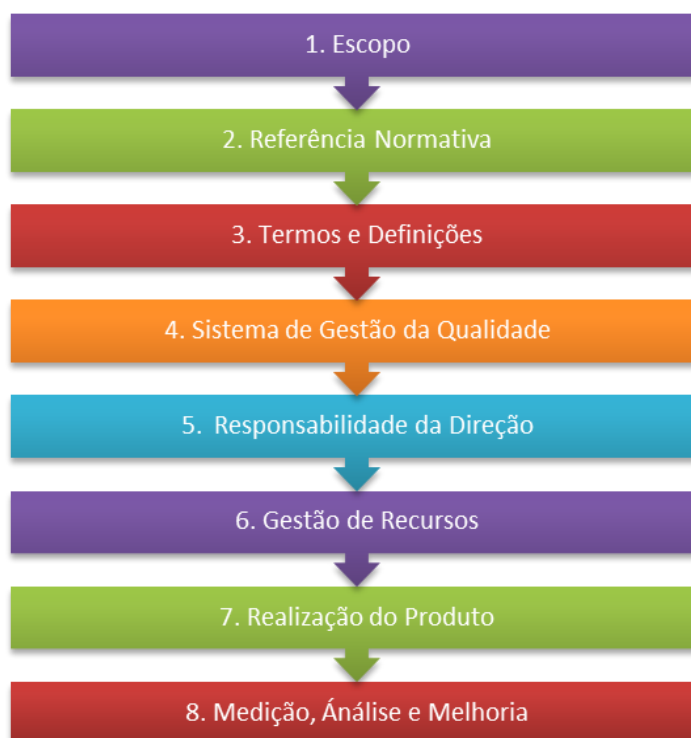 1. Escopo
2. Referência Normativa
3. Termos e Definições
4. Sistema de Gestão da Qualidade
5. Responsabilidade da Direção
6. Gestão de Recursos
7. Realização do Produto
8. Medição, Ánálise e Melhoria